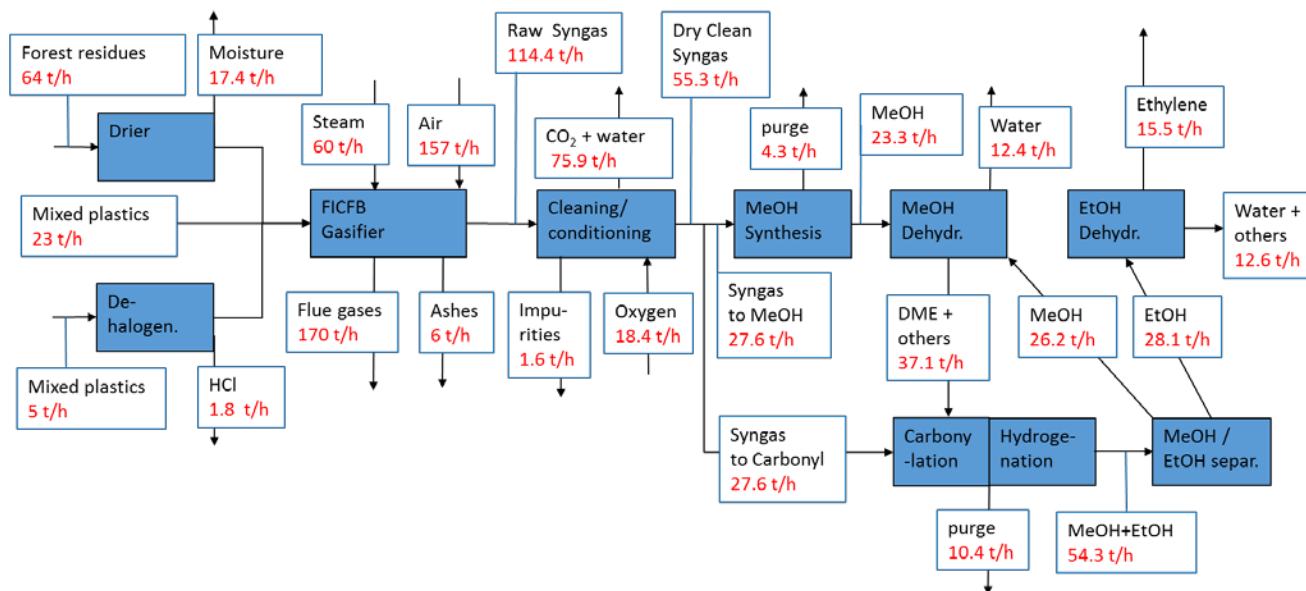 Forest residues
64 t/h
Moisture
17.4 t/h
Drier
Mixed plastics
23 t/h
De-
halogen.
Mixed plastics
5 t/h
HCl
1.8 t/h
Steam
60 t/h
Air
157 t/h
FICFB
Gasifier
Flue gases
170 t/h
Ashes
6 t/h
Raw Syngas
114.4 t/h
CO₂ + water
75.9 t/h
Cleaning/
conditioning
Impu-
rities
1.6 t/h
Oxygen
18.4 t/h
Dry Clean
Syngas
55.3 t/h
purge
4.3 t/h
MeOH
Synthesis
Syngas
to MeOH
27.6 t/h
Syngas
to Carbonyl
27.6 t/h
MeOH
23.3 t/h
Water
12.4 t/h
MeOH
Dehydr.
DME +
others
37.1 t/h
MeOH
26.2 t/h
EtOH
28.1 t/h
Ethylene
15.5 t/h
EtOH
Dehydr.
Water +
others
12.6 t/h
Carbony
-lation
Hydroge-
nation
MeOH /
EtOH separ.
purge
10.4 t/h
MeOH+EtOH
54.3 t/h